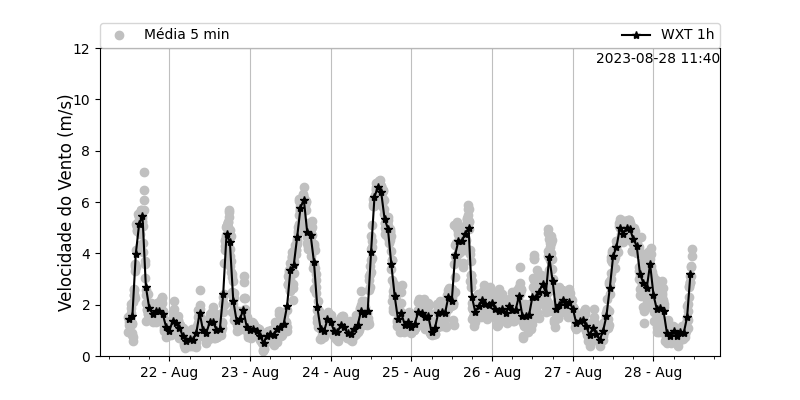 Média 5 min
WXT 1h
2023-08-28 11:40
Velocidade do Vento (m/s)
12
10
8
6
4
2
0
22 - Aug
23 - Aug
24 - Aug
25 - Aug
26 - Aug
27 - Aug
28 - Aug